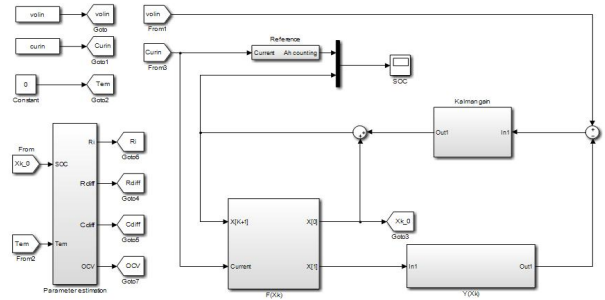 volin
volin
Goto
curin
Curin
Goto1
0
Constant
Tem
Goto2
From
Xk_0
Tem
From2
SOC
Tem
Ri
Rdiff
Cdiff
OCV
Parameter estimation
Ri
Goto6
Rdiff
Goto4
Cdiff
Goto5
OCV
Goto7
volin
From1
Curin
From3
Reference
Current
Ah counting
SOC
Kalman gain
Out1
In1
X[K+1]
X[0]
Current
X[1]
F(Xk)
Xk_0
Goto3
In1
Out1
Y(Xk)